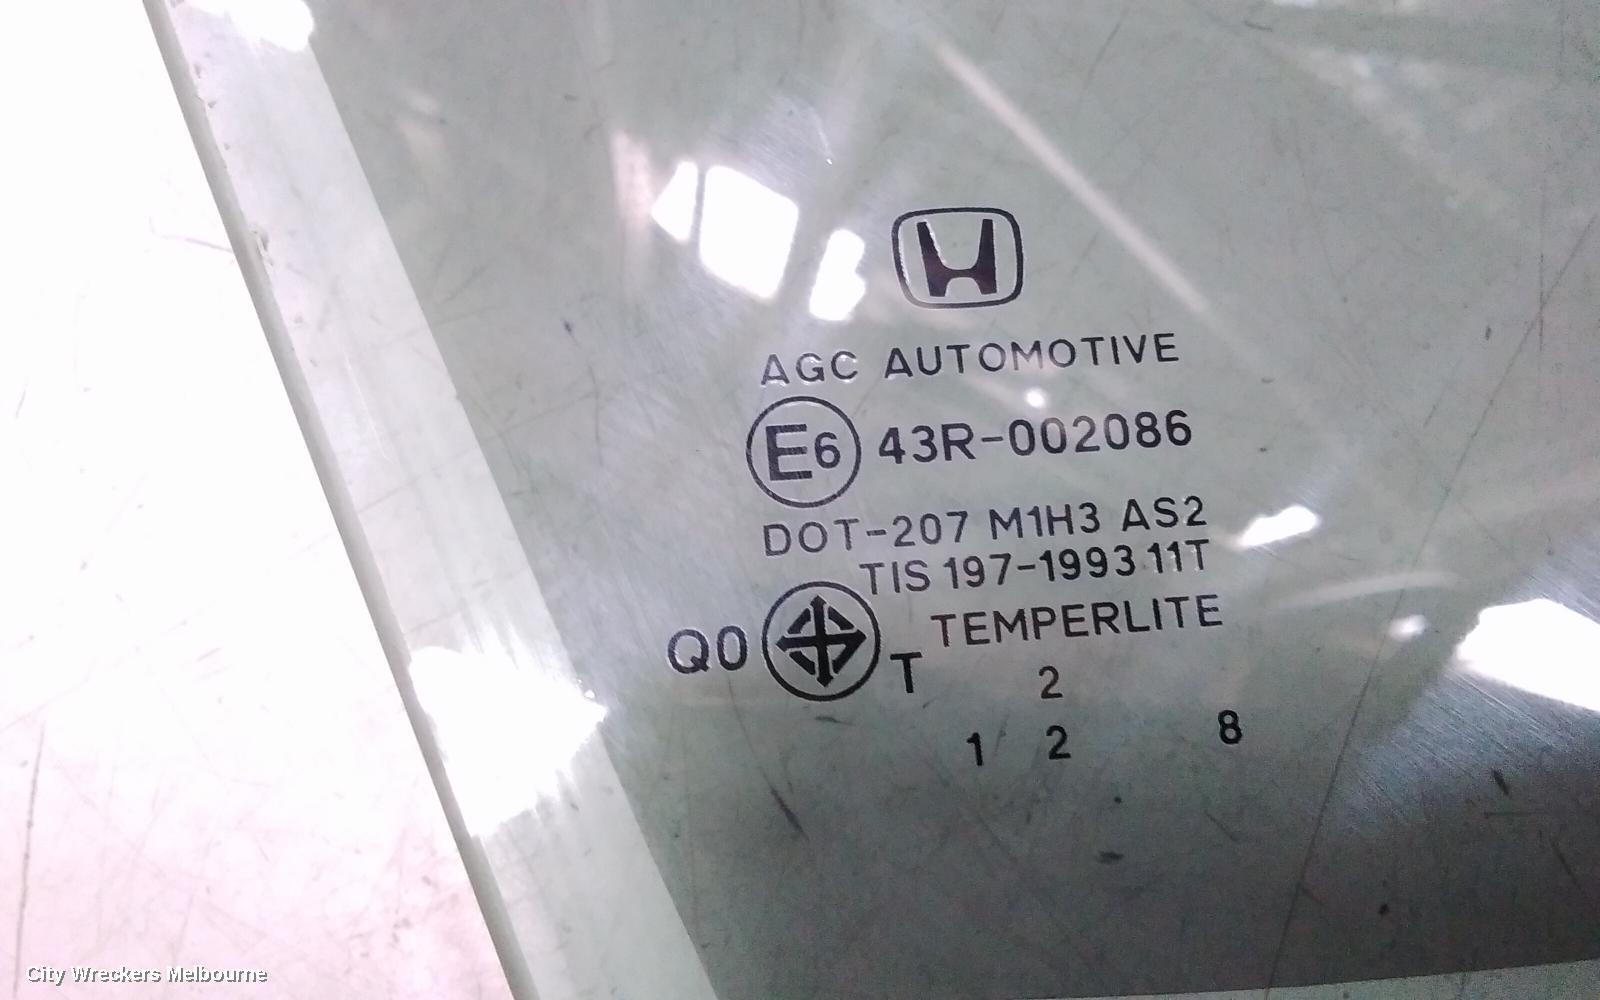 AGC AUTOMOTIVE
E6 43R-002086
DOT-207 M1H3 AS2
TIS 197-1993 11T
TEMPERLITE
Q0 T
2
1 2 8
City Wreckers Melbourne